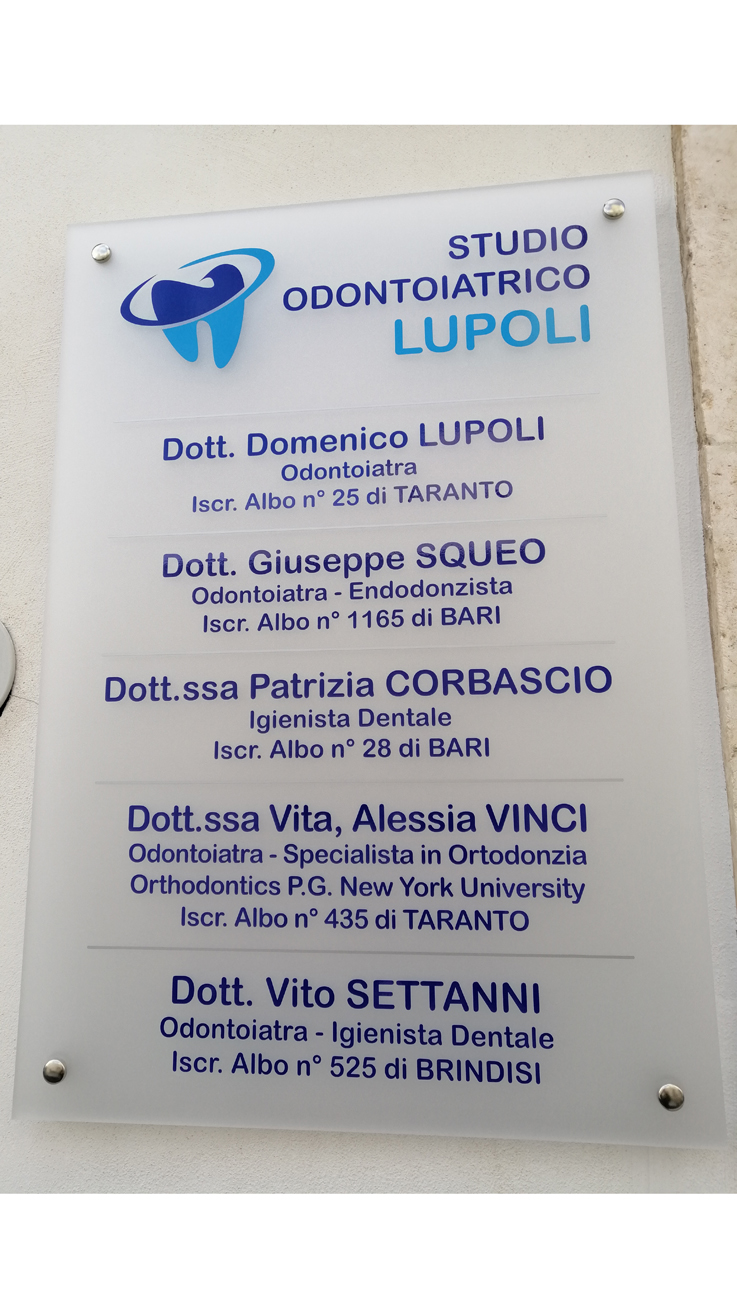 STUDIO
ODONTOIATRICO
LUPOLI
Dott. Domenico LUPOLI
Odontoiatra
Iscr. Albo n° 25 di TARANTO
Dott. Giuseppe SQUEO
Odontoiatra - Endodonzista
Iscr. Albo n° 1165 di BARI
Dott.ssa Patrizia CORBASCIO
Igienista Dentale
Iscr. Albo n° 28 di BARI
Dott.ssa Vita, Alessia VINCI
Odontoiatra - Specialista in Ortodonzia
Orthodontics P.G. New York University
Iscr. Albo n° 435 di TARANTO
Dott. Vito SETTANNI
Odontoiatra - Igienista Dentale
Iscr. Albo n° 525 di BRINDISI